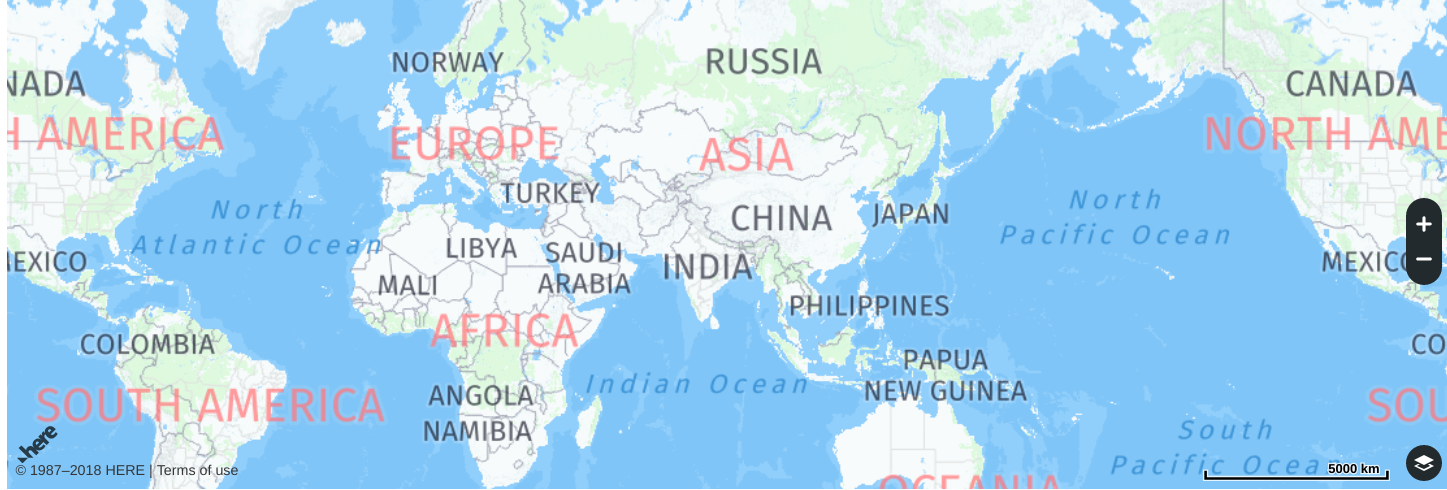 NORWAY
RUSSIA
NADA
CANADA
H AMERICA
EUROPE
ASIA
NORTH AME
TURKEY
North
Atlantic Ocean
CHINA
JAPAN
North
Pacific Ocean
LIBYA
SAUDI
ARABIA
INDIA
MEXICO
MEXICO
MALI
PHILIPPINES
AFRICA
COLOMBIA
CO
PAPUA
NEW GUINEA
Indian Ocean
ANGOLA
SOUTH AMERICA
SOU
NAMIBIA
South
Pacific Ocean
here
© 1987–2018 HERE | Terms of use
5000 km
OCEANIA